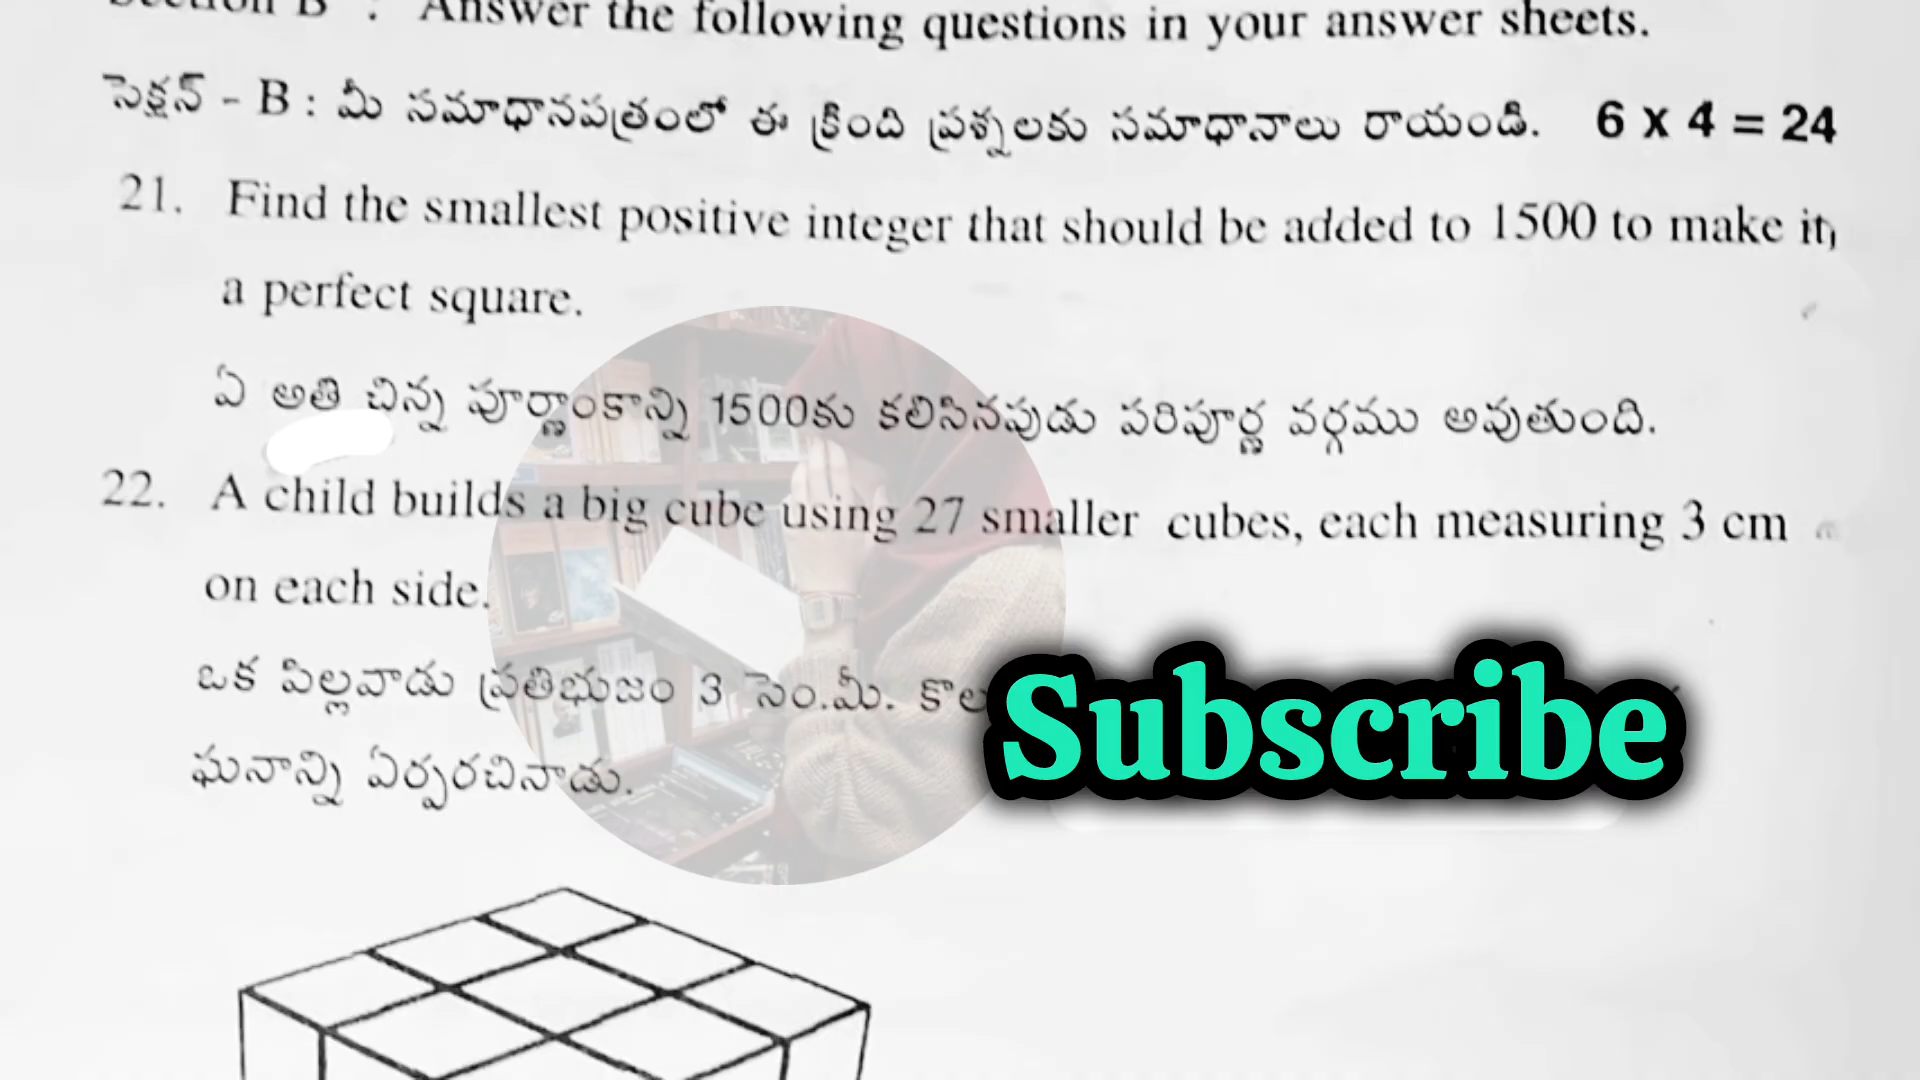 Section B : Answer the following questions in your answer sheets.
సెక్షన్ - B : మీ సమాధానపత్రంలో ఈ క్రింది ప్రశ్నలకు సమాధానాలు రాయండి. 6 x 4 = 24
21. Find the smallest positive integer that should be added to 1500 to make it
a perfect square.
ఏ అతి చిన్న పూర్ణాంకాన్ని 1500కు కలిసినపుడు పరిపూర్ణ వర్గము అవుతుంది.
22. A child builds a big cube using 27 smaller cubes, each measuring 3 cm
on each side.
ఒక పిల్లవాడు ప్రతిభుజం 3 సెం.మీ.
Subscribe
ఘనాన్ని ఏర్పరచినాడు.